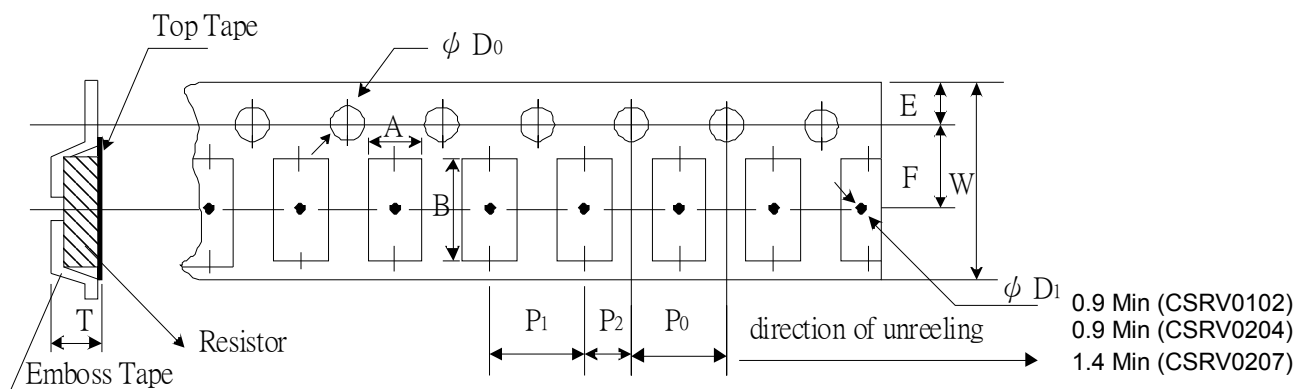 Top Tape
ϕ D0
E
A
F
W
B
ϕ D1
0.9 Min (CSRV0102)
0.9 Min (CSRV0204)
1.4 Min (CSRV0207)
P1
P2
P0
direction of unreeling
T
Resistor
Emboss Tape